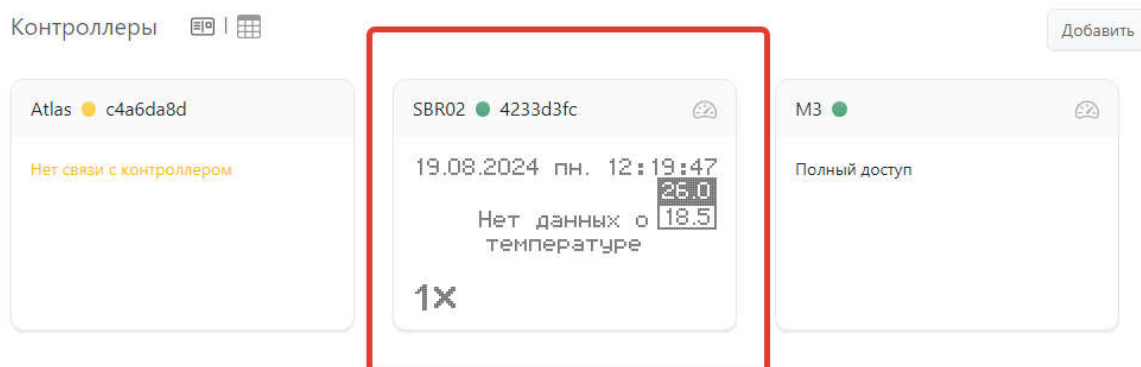 Контроллеры
Добавить
Atlas c4a6da8d
Нет связи с контроллером
SBR02 4233d3fc
19.08.2024 пн. 12:19:47
26.0
Нет данных о 18.5
температуре
1×
M3
Полный доступ